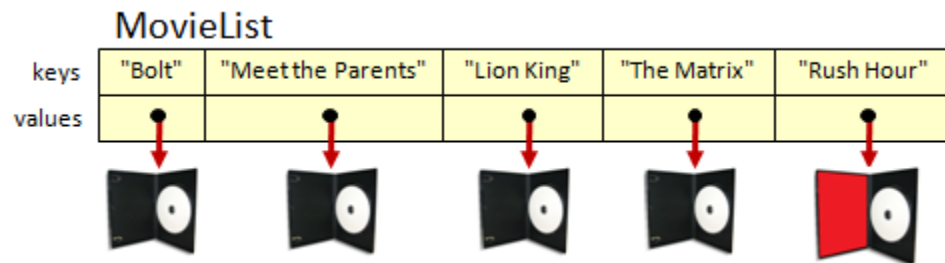 MovieList
keys "Bolt" "Meet the Parents" "Lion King" "The Matrix" "Rush Hour"
values